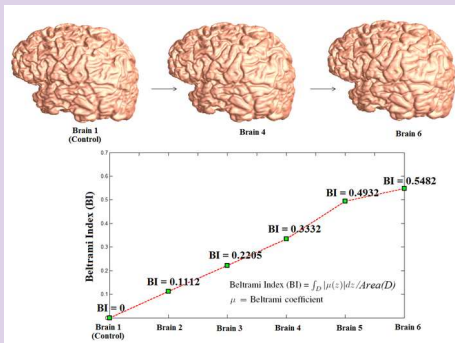 Brain 1
(Control)
Brain 4
Brain 6
Beltrami Index (BI)
0.7
0.6
0.5
0.4
0.3
0.2
0.1
0
BI = 0
BI = 0.1112
BI = 0.2205
BI = 0.3332
BI = 0.4932
BI = 0.5482
Beltrami Index (BI) = ∫_D |μ(z)|dz/Area(D)
μ = Beltrami coefficient
Brain 1
(Control)
Brain 2
Brain 3
Brain 4
Brain 5
Brain 6